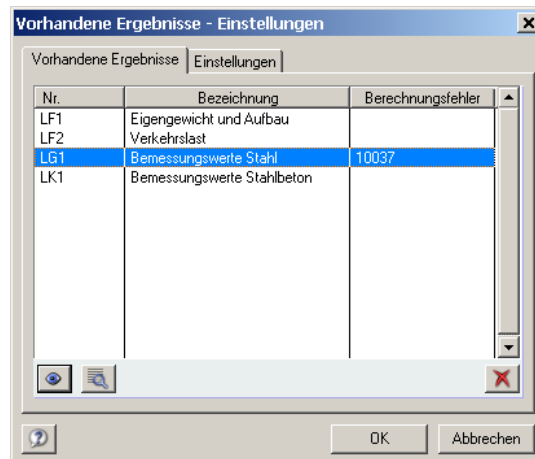 Vorhandene Ergebnisse - Einstellungen
Vorhandene Ergebnisse Einstellungen
Nr. Bezeichnung Berechnungsfehler
LF1 Eigengewicht und Aufbau
LF2 Verkehrslast
LG1 Bemessungswerte Stahl 10037
LK1 Bemessungswerte Stahlbeton
OK Abbrechen